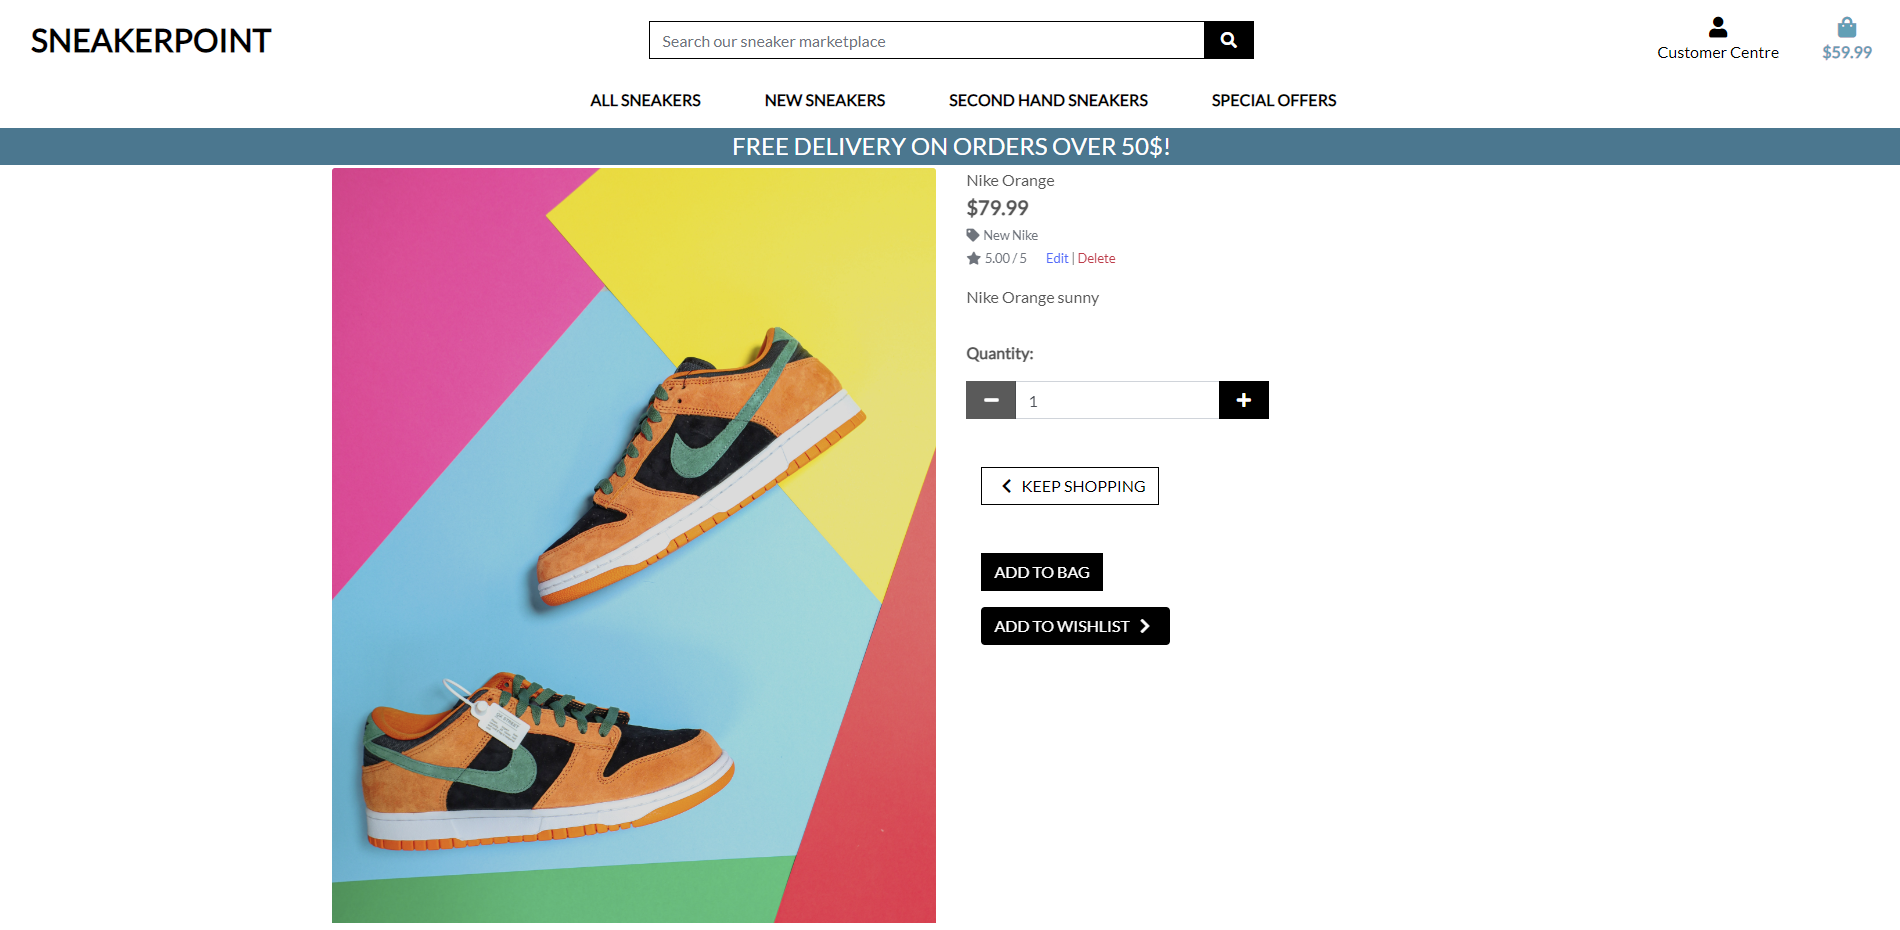 SNEAKERPOINT
Search our sneaker marketplace
Customer Centre
$59.99
ALL SNEAKERS
NEW SNEAKERS
SECOND HAND SNEAKERS
SPECIAL OFFERS
FREE DELIVERY ON ORDERS OVER 50$!
Nike Orange
$79.99
New Nike
5.00 / 5 Edit | Delete
Nike Orange sunny
Quantity:
1
KEEP SHOPPING
ADD TO BAG
ADD TO WISHLIST